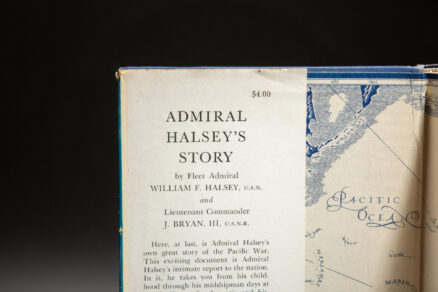 $4.00
ADMIRAL
HALSEY'S
STORY
by Fleet Admiral
WILLIAM F. HALSEY, U.S.N.
and
Lieutenant Commander
J. BRYAN, III, U.S.N.R.
Here, at last, is Admiral Halsey's
own great story of the Pacific War.
This exciting document is Admiral
Halsey's intimate report to the nation.
In it, he takes you from his child-
hood through his midshipman days at
PACIFIC
OCEAN